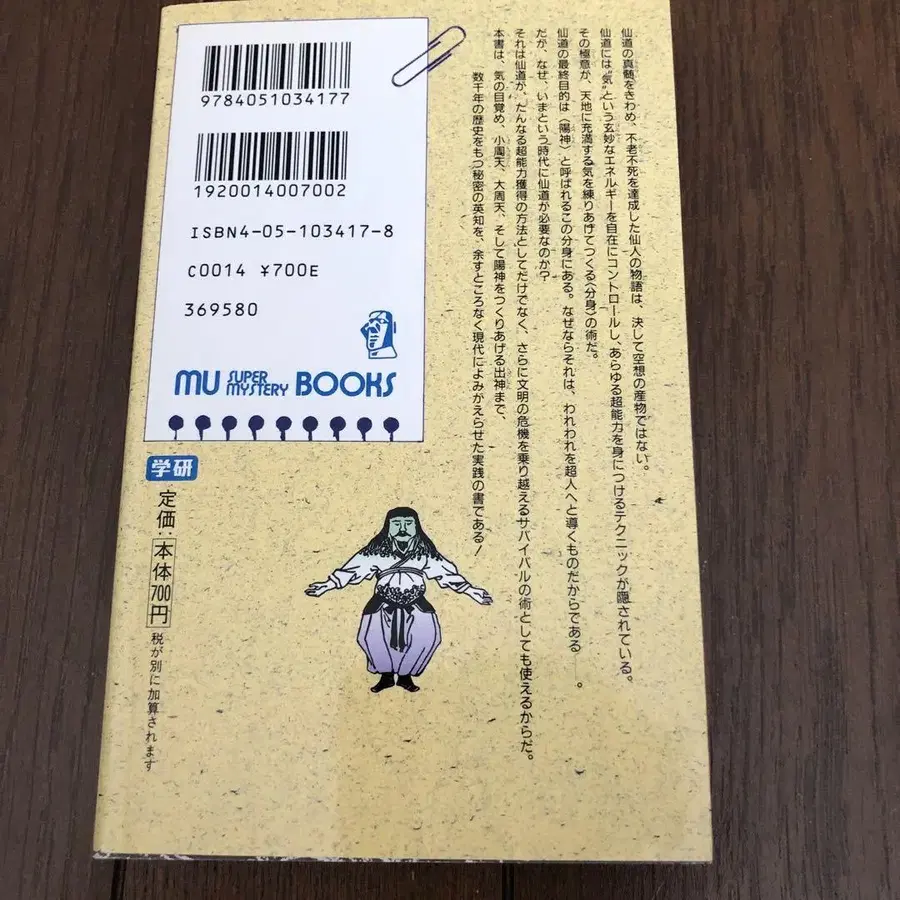 仙道の真髄をきわめ、不老不死を達成した仙人の物語は、決して空想の産物ではない。
仙道には〝気〟という玄妙なエネルギーを自在にコントロールし、あらゆる超能力を身につけるテクニックが隠されている。
その極意が、天地に充満する気を練りあげてつくる〈分身〉の術だ。
仙道の最終目的は〈陽神〉と呼ばれるこの分身にある。なぜならそれは、われわれを超人へと導くものだからである――。
だが、なぜ、いまという時代に仙道が必要なのか?
それは仙道が、たんなる超能力獲得の方法としてだけでなく、さらに文明の危機を乗り越えるサバイバルの術としても使えるからだ。
本書は、気の目覚め、小周天、大周天、そして陽神をつくりあげる出神まで、
数千年の歴史をもつ秘密の英知を、余すところなく現代によみがえらせた実践の書である!
9784051034177
1920014007002
ISBN4-05-103417-8
C0014 ¥700E
369580
MU SUPER MYSTERY BOOKS
学研
定価:本体700円
税が別に加算されます